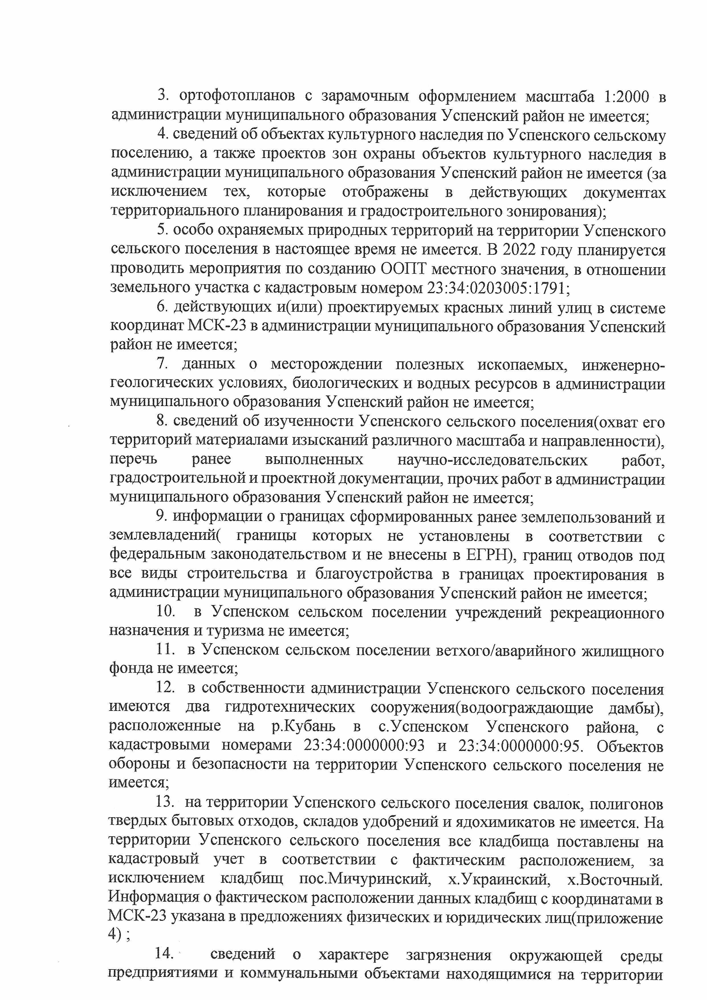 3. ортофотопланов с зарамочным оформлением масштаба 1:2000 в
администрации муниципального образования Успенский район не имеется;
4. сведений об объектах культурного наследия по Успенского сельскому
поселению, а также проектов зон охраны объектов культурного наследия в
администрации муниципального образования Успенский район не имеется (за
исключением тех, которые отображены в действующих документах
территориального планирования и градостроительного зонирования);
5. особо охраняемых природных территорий на территории Успенского
сельского поселения в настоящее время не имеется. В 2022 году планируется
проводить мероприятия по созданию ООПТ местного значения, в отношении
земельного участка с кадастровым номером 23:34:0203005:1791;
6. действующих и(или) проектируемых красных линий улиц в системе
координат МСК-23 в администрации муниципального образования Успенский
район не имеется;
7. данных о месторождении полезных ископаемых, инженерно-
геологических условиях, биологических и водных ресурсов в администрации
муниципального образования Успенский район не имеется;
8. сведений об изученности Успенского сельского поселения(охват его
территорий материалами изысканий различного масштаба и направленности),
перечь ранее выполненных научно-исследовательских работ,
градостроительной и проектной документации, прочих работ в администрации
муниципального образования Успенский район не имеется;
9. информации о границах сформированных ранее землепользований и
землевладений( границы которых не установлены в соответствии с
федеральным законодательством и не внесены в ЕГРН), границ отводов под
все виды строительства и благоустройства в границах проектирования в
администрации муниципального образования Успенский район не имеется;
10. в Успенском сельском поселении учреждений рекреационного
назначения и туризма не имеется;
11. в Успенском сельском поселении ветхого/аварийного жилищного
фонда не имеется;
12. в собственности администрации Успенского сельского поселения
имеются два гидротехнических сооружения(водоограждающие дамбы),
расположенные на р.Кубань в с.Успенском Успенского района, с
кадастровыми номерами 23:34:0000000:93 и 23:34:0000000:95. Объектов
обороны и безопасности на территории Успенского сельского поселения не
имеется;
13. на территории Успенского сельского поселения свалок, полигонов
твердых бытовых отходов, складов удобрений и ядохимикатов не имеется. На
территории Успенского сельского поселения все кладбища поставлены на
кадастровый учет в соответствии с фактическим расположением, за
исключением кладбищ пос.Мичуринский, х.Украинский, х.Восточный.
Информация о фактическом расположении данных кладбищ с координатами в
МСК-23 указана в предложениях физических и юридических лиц(приложение
4) ;
14. сведений о характере загрязнения окружающей среды
предприятиями и коммунальными объектами находящимися на территории